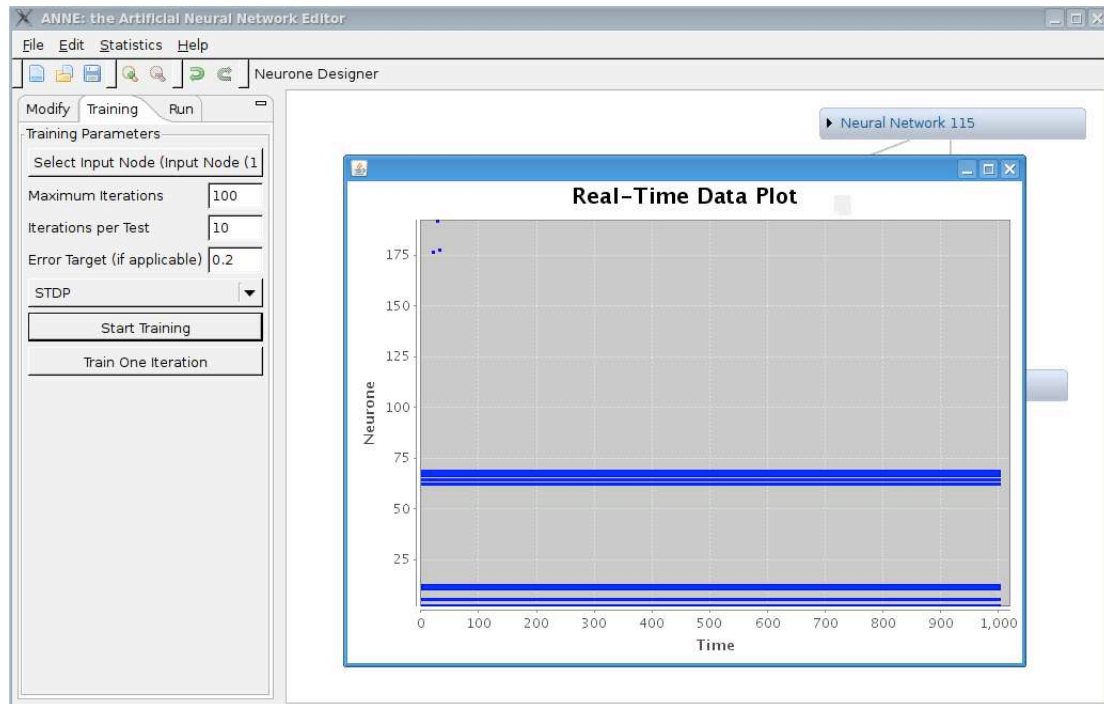 ANNE: the Artificial Neural Network Editor
File Edit Statistics Help
Neurone Designer
Modify Training Run
Training Parameters
Select Input Node (Input Node (1
Maximum Iterations 100
Iterations per Test 10
Error Target (if applicable) 0.2
STDP
Start Training
Train One Iteration
Neural Network 115
Real-Time Data Plot
Neurone
175
150
125
100
75
50
25
0 100 200 300 400 500 600 700 800 900 1,000
Time